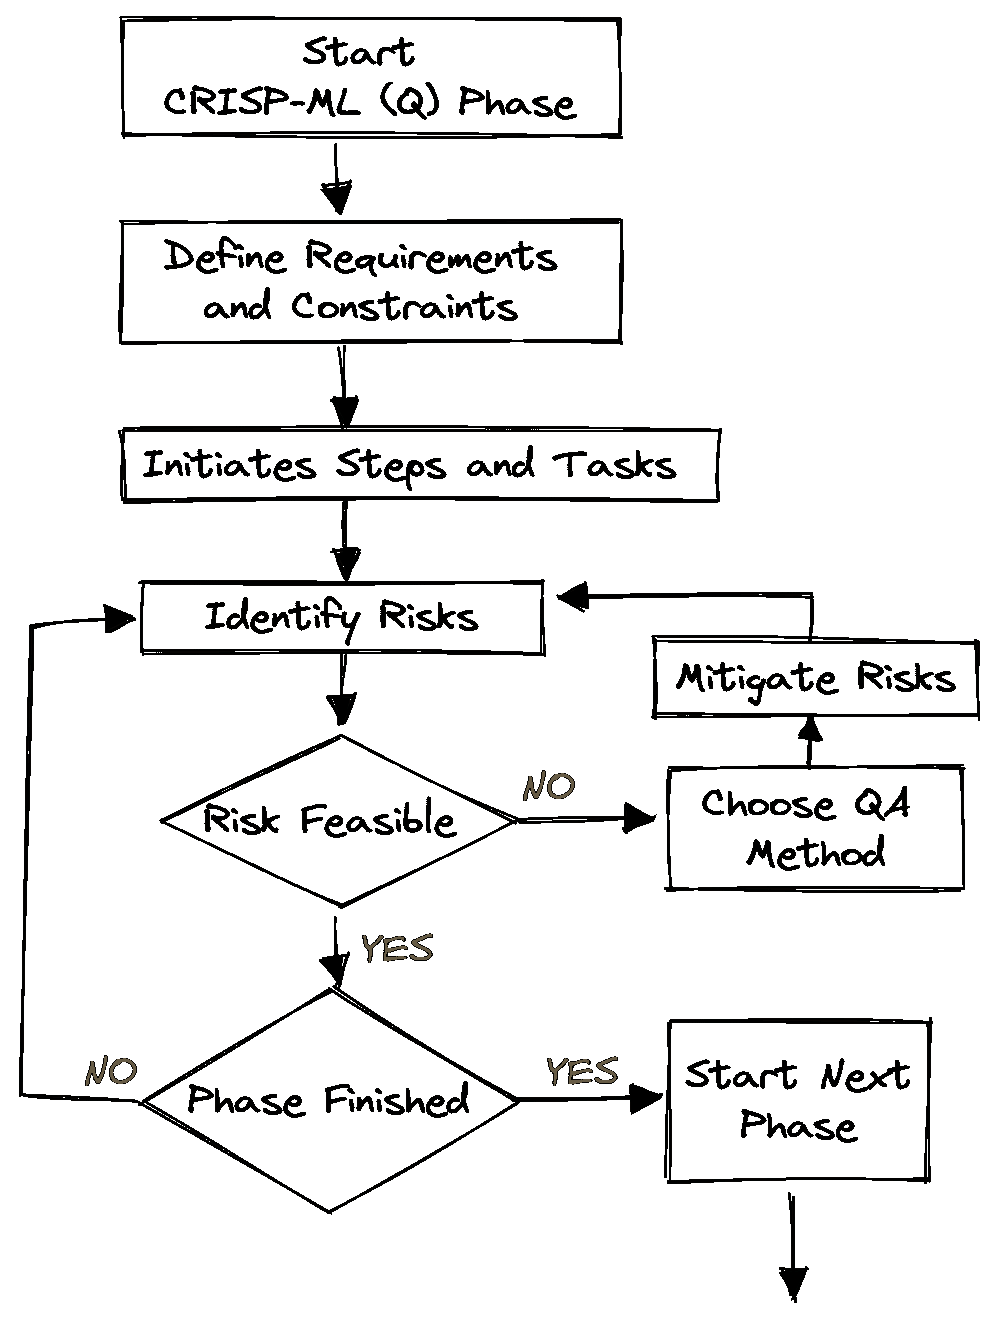 Start
CRISP-ML (Q) Phase
Define Requirements
and Constraints
Initiates Steps and Tasks
Identify Risks
Mitigate Risks
Risk Feasible
NO
Choose QA
Method
YES
Phase Finished
NO
YES
Start Next
Phase